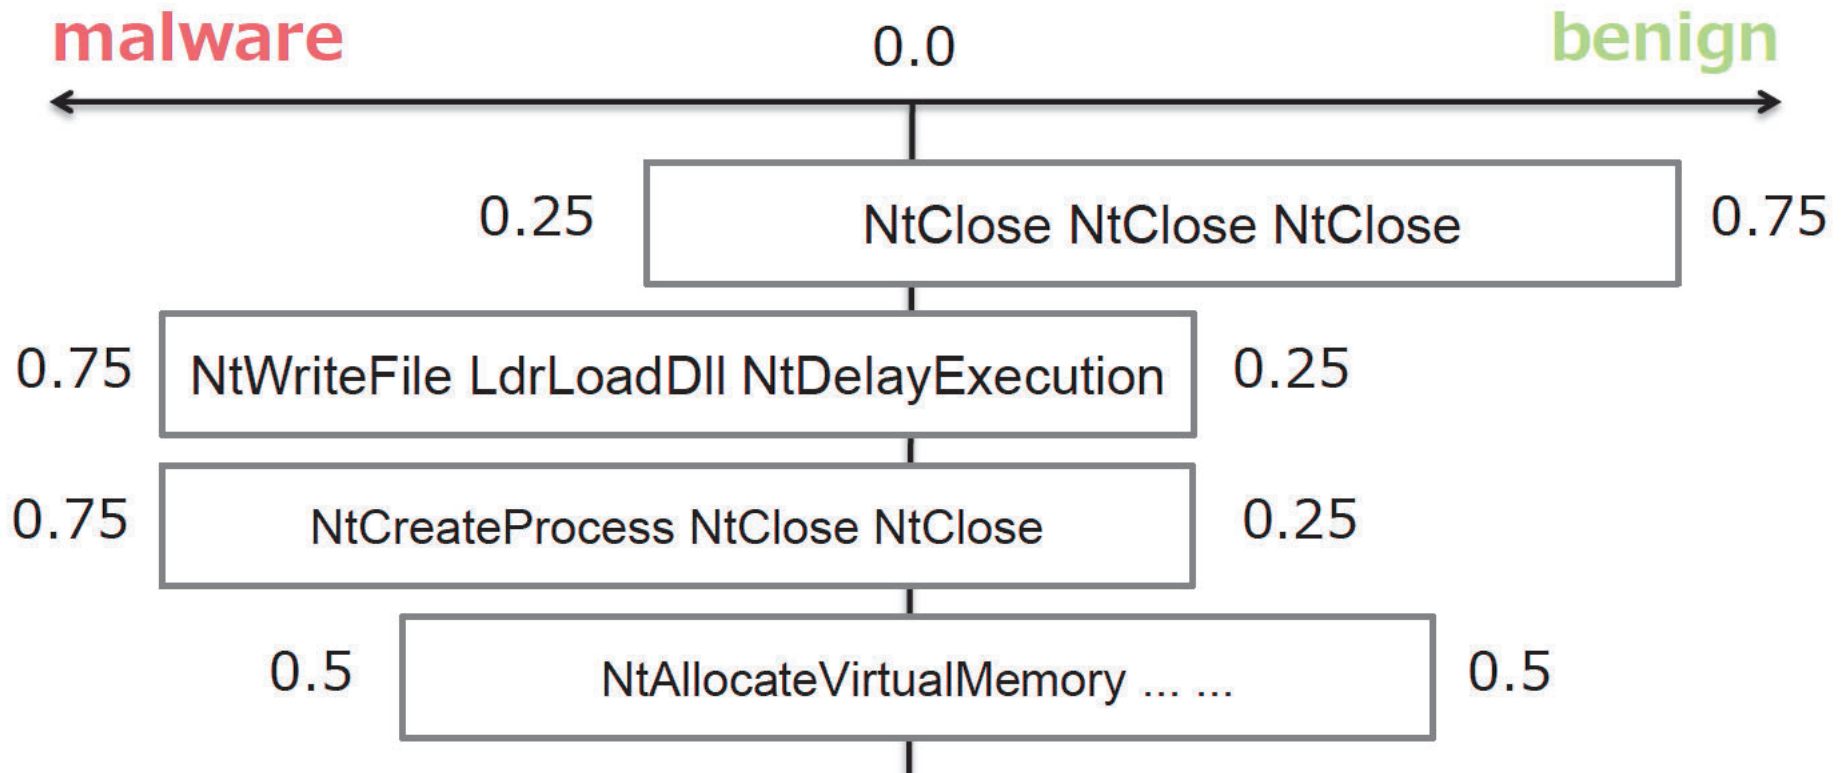 malware 0.0 benign
0.25 NtClose NtClose NtClose 0.75
0.75 NtWriteFile LdrLoadDll NtDelayExecution 0.25
0.75 NtCreateProcess NtClose NtClose 0.25
0.5 NtAllocateVirtualMemory ... ... 0.5